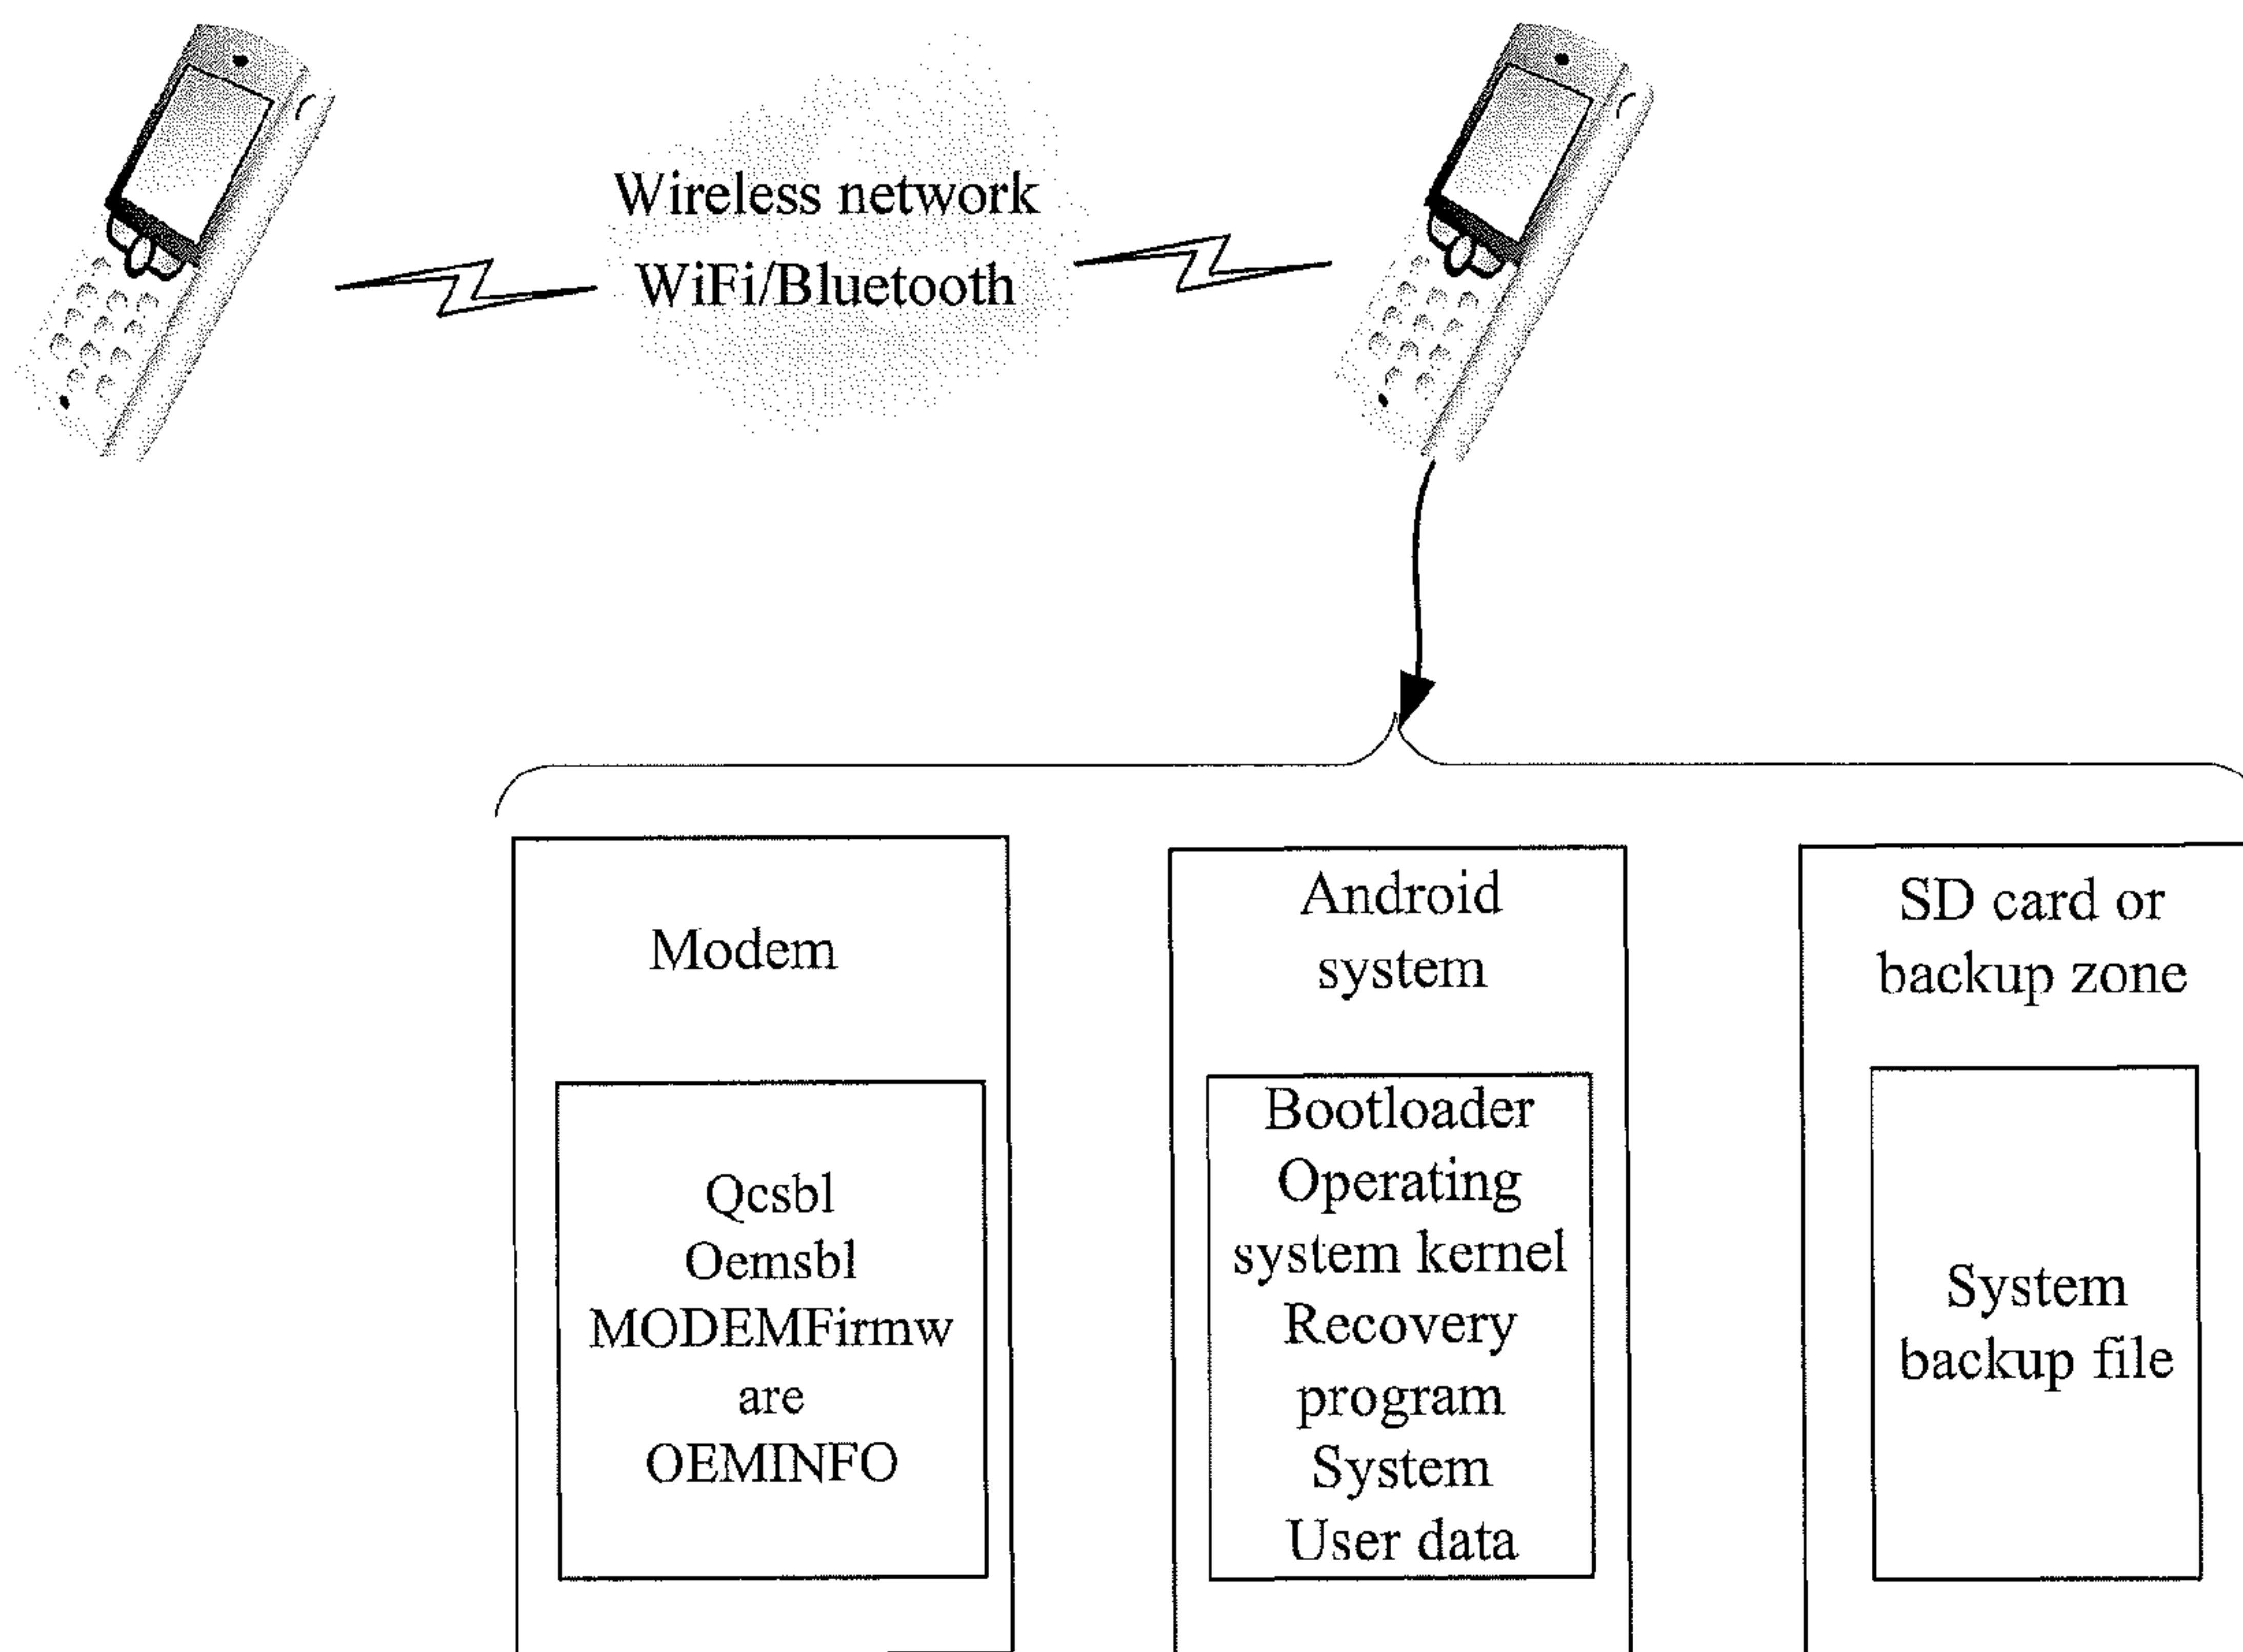 Wireless network
WiFi/Bluetooth
Modem
Qcsbl
Oemsbl
MODEMFirmw
are
OEMINFO
Android
system
Bootloader
Operating
system kernel
Recovery
program
System
User data
SD card or
backup zone
System
backup file